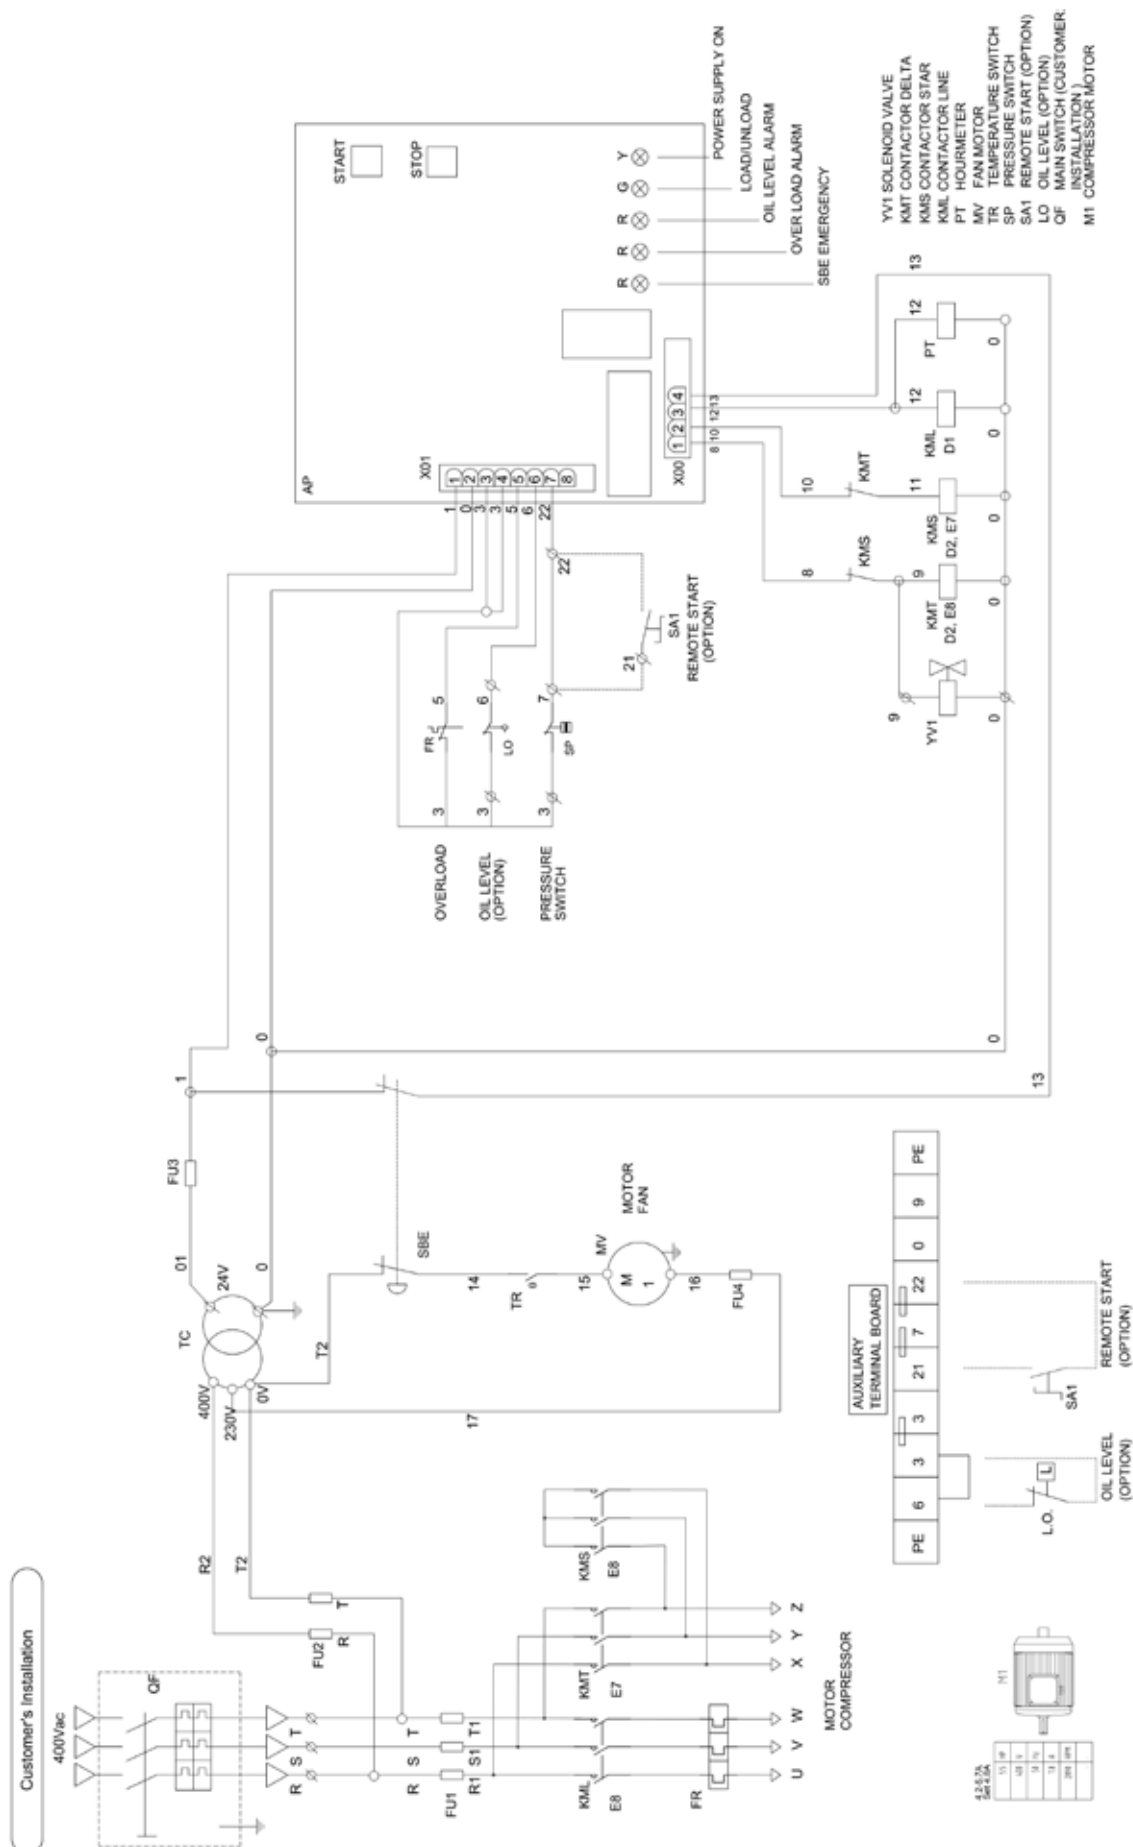 Customer's Installation
400Vac
QF
R
S
T
R
S
T
FU1
R1
S1
T1
KML
E8
FR
U
V
W
MOTOR
COMPRESSOR
FU2
R
T
R2
T2
KMT
E7
X
Y
Z
KMS
E8
TC
400V
230V
0V
24V
01
FU3
1
0
0
T2
SBE
14
TR
15
MV
M
1
MOTOR
FAN
16
FU4
17
13
0
OVERLOAD
OIL LEVEL
(OPTION)
PRESSURE
SWITCH
3
FR
5
3
LO
6
3
SP
7
22
21
SA1
REMOTE START
(OPTION)
AP
X01
1
2
3
4
5
6
7
8
1
0
3
3
5
6
22
START
STOP
R
R
R
G
Y
POWER SUPPLY ON
LOAD/UNLOAD
OIL LEVEL ALARM
OVER LOAD ALARM
SBE EMERGENCY
X00
1
2
3
4
8
10
12
13
8
KMS
9
9
YV1
0
KMT
D2, E8
0
10
KMT
11
KMS
D2, E7
0
12
KML
D1
0
12
PT
0
13
YV1 SOLENOID VALVE
KMT CONTACTOR DELTA
KMS CONTACTOR STAR
KML CONTACTOR LINE
PT HOURMETER
MV FAN MOTOR
TR TEMPERATURE SWITCH
SP PRESSURE SWITCH
SA1 REMOTE START (OPTION)
LO OIL LEVEL (OPTION)
QF MAIN SWITCH (CUSTOMER
INSTALLATION )
M1 COMPRESSOR MOTOR
AUXILIARY
TERMINAL BOARD
PE
6
3
3
21
7
22
0
9
PE
L.O.
L
OIL LEVEL
(OPTION)
SA1
REMOTE START
(OPTION)
M1